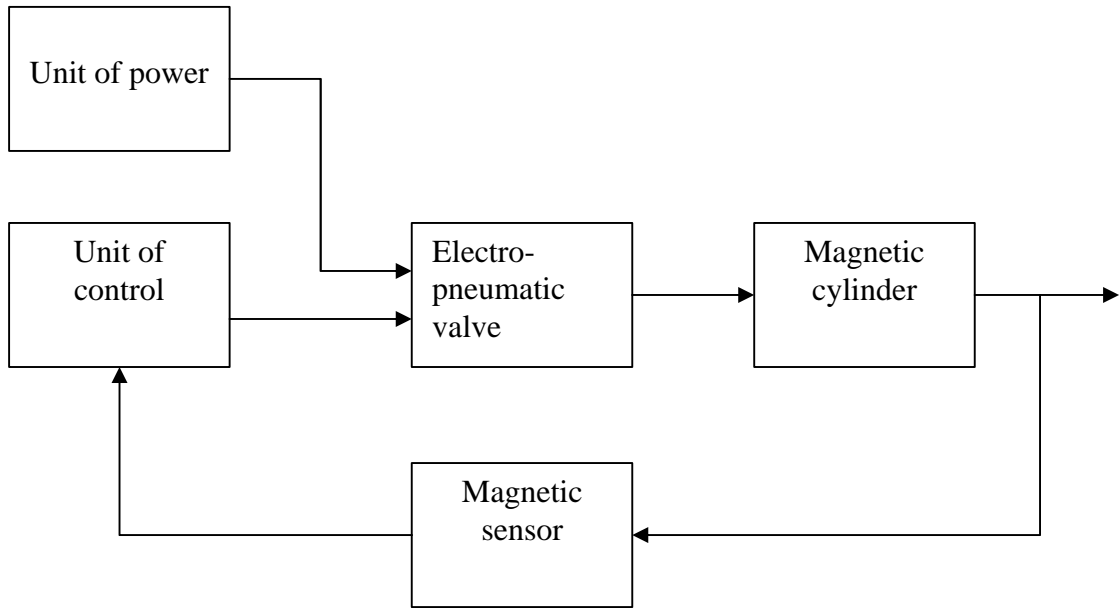 Unit of power
Unit of
control
Electro-
pneumatic
valve
Magnetic
cylinder
Magnetic
sensor